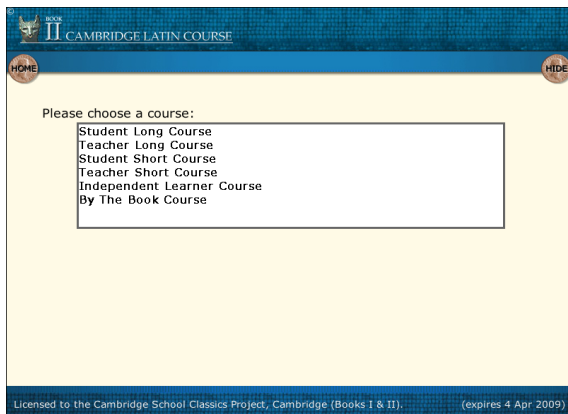 ©
BOOK
II CAMBRIDGE LATIN COURSE
HOME
HIDE
Please choose a course:
Student Long Course
Teacher Long Course
Student Short Course
Teacher Short Course
Independent Learner Course
By The Book Course
Licensed to the Cambridge School Classics Project, Cambridge (Books I & II). (expires 4 Apr 2009)